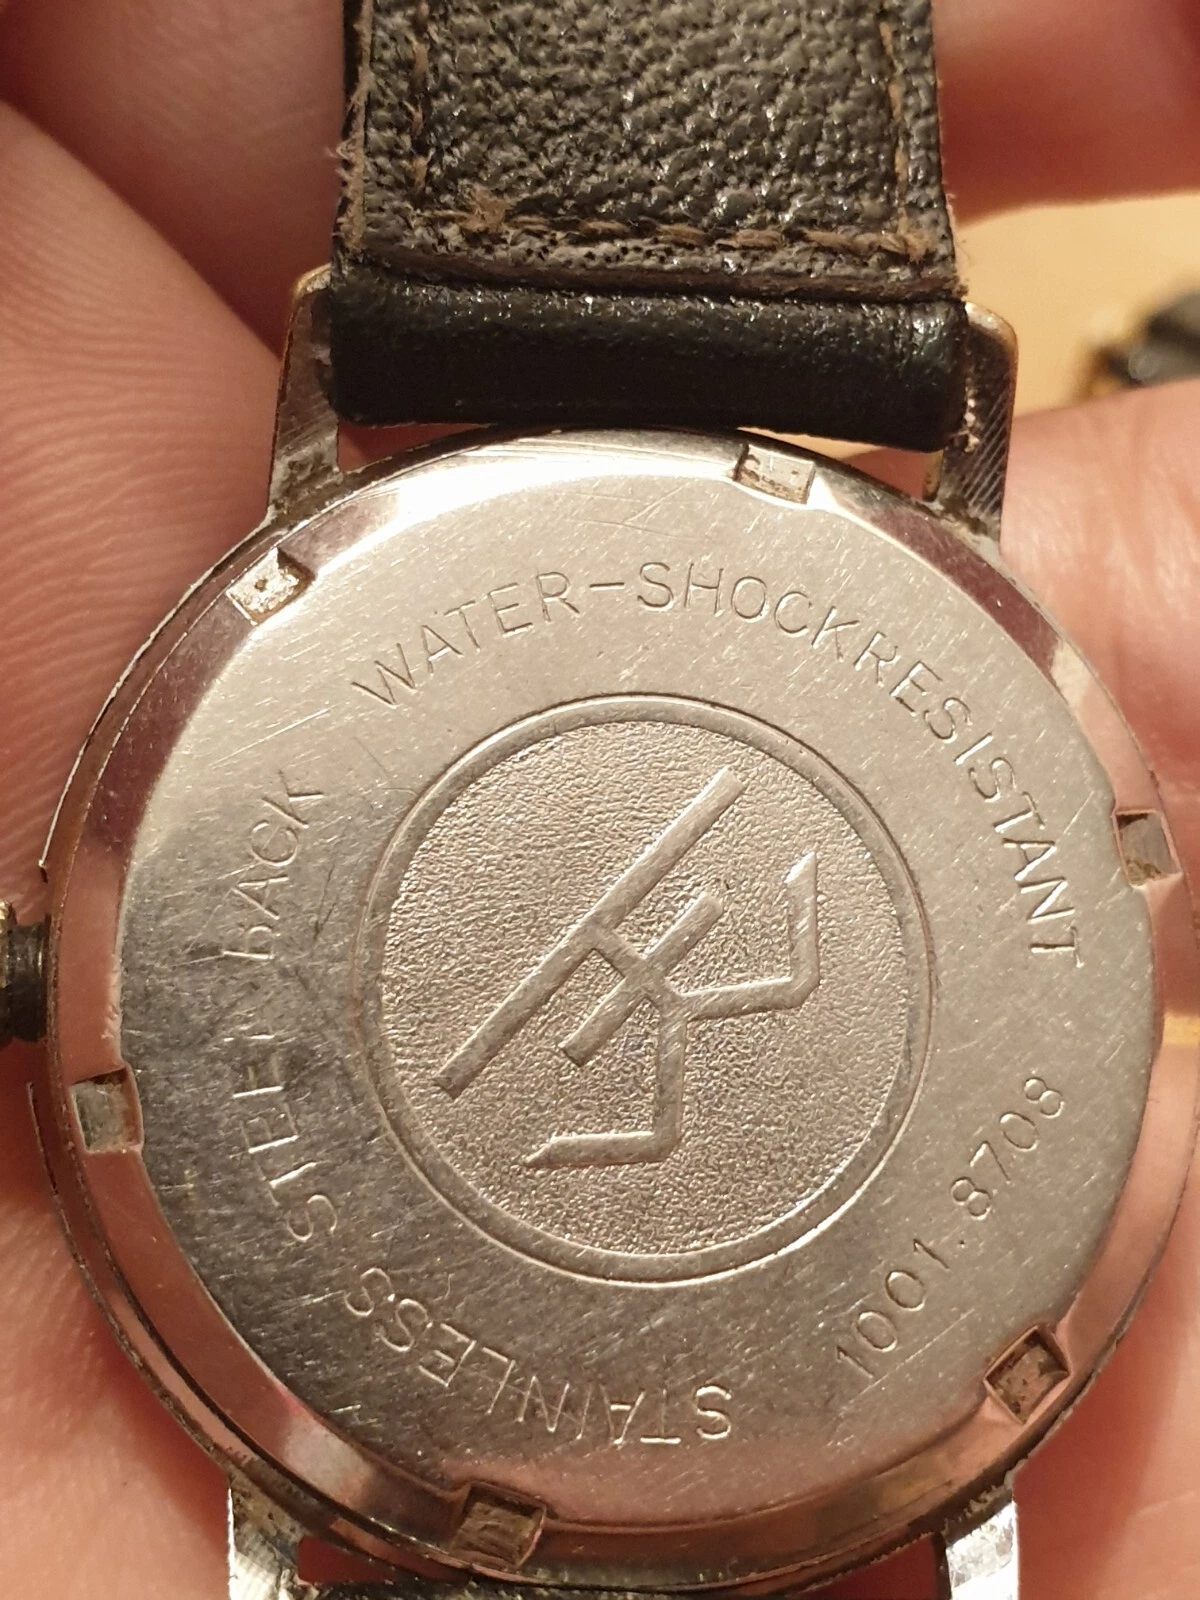 WATER-SHOCKRESISTANT
1001.8708
STAINLESS STEEL BACK